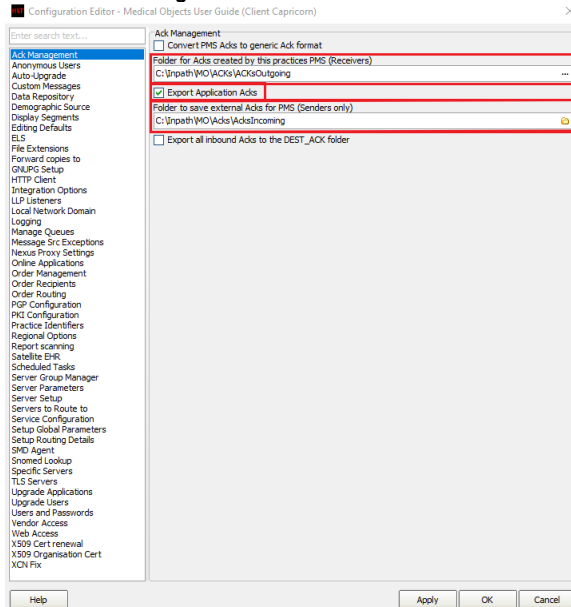 Configuration Editor - Medical Objects User Guide (Client Capricorn)
Enter search text...
Ack Management
Anonymous Users
Auto-Upgrade
Custom Messages
Data Repository
Demographic Source
Display Segments
Editing Defaults
ELS
File Extensions
Forward copies to
GNUPG Setup
HTTP Client
Integration Options
LLP Listeners
Local Network Domain
Logging
Manage Queues
Message Src Exceptions
Nexus Proxy Settings
Online Applications
Order Management
Order Recipients
Order Routing
PGP Configuration
PKI Configuration
Practice Identifiers
Regional Options
Report scanning
Satellite EHR
Scheduled Tasks
Server Group Manager
Server Parameters
Server Setup
Servers to Route to
Service Configuration
Setup Global Parameters
Setup Routing Details
SMD Agent
Snomed Lookup
Specific Servers
TLS Servers
Upgrade Applications
Upgrade Users
Users and Passwords
Vendor Access
Web Access
X509 Cert renewal
X509 Organisation Cert
XCN Fix
Ack Management
Convert PMS Acks to generic Ack format
Folder for Acks created by this practices PMS (Receivers)
C:\Inpath\MO\ACKs\ACKsOutgoing
...
Export Application Acks
Folder to save external Acks for PMS (Senders only)
C:\Inpath\MO\Acks\AcksIncoming
Export all inbound Acks to the DEST_ACK folder
Help
Apply
OK
Cancel